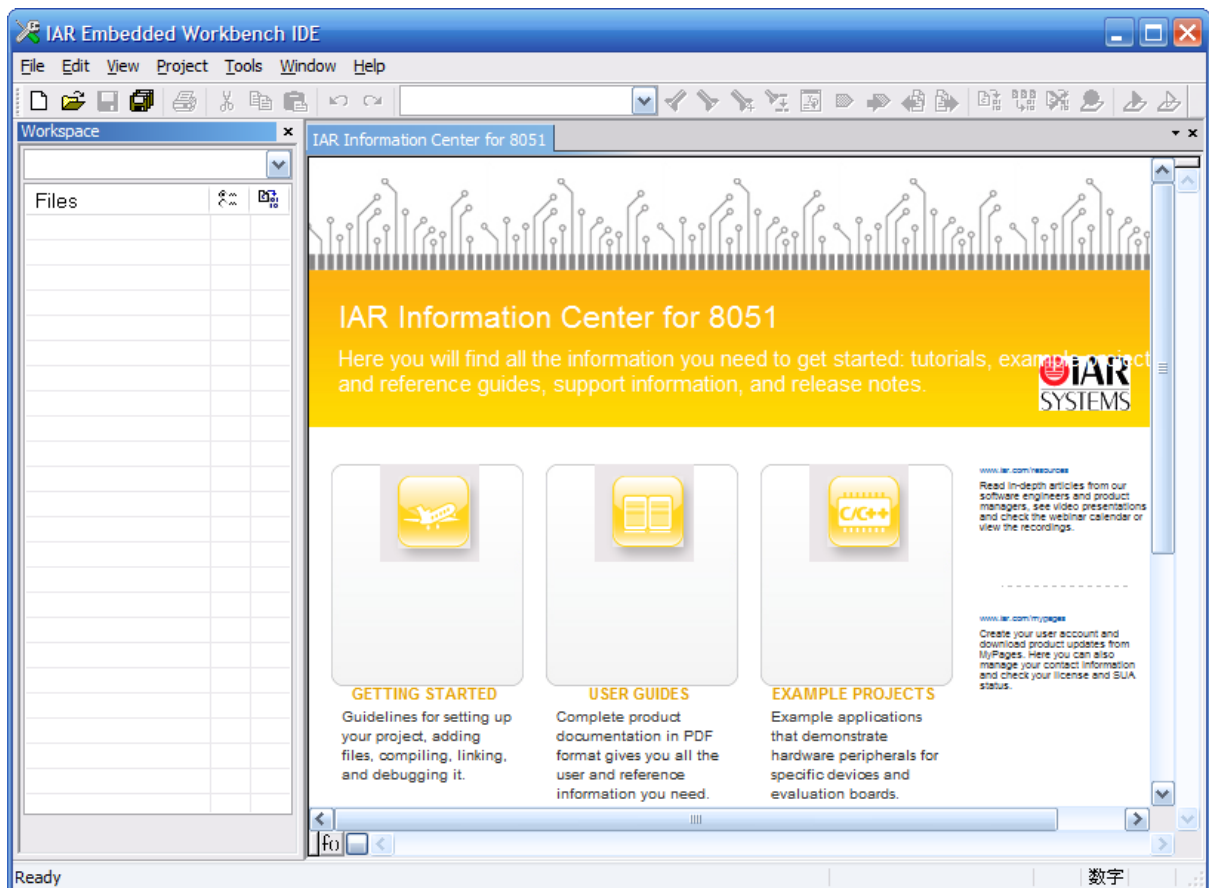 IAR Embedded Workbench IDE
File Edit View Project Tools Window Help
Workspace
IAR Information Center for 8051
Files
IAR Information Center for 8051
Here you will find all the information you need to get started: tutorials, example project
and reference guides, support information, and release notes.
IAR
SYSTEMS
C/C++
www.iar.com/resources
Read in-depth articles from our
software engineers and product
managers, see video presentations
and check the webinar calendar or
view the recordings.
www.iar.com/mypages
Create your user account and
download product updates from
MyPages. Here you can also
manage your contact information
and check your license and SUA
status.
GETTING STARTED
Guidelines for setting up
your project, adding
files, compiling, linking,
and debugging it.
USER GUIDES
Complete product
documentation in PDF
format gives you all the
user and reference
information you need.
EXAMPLE PROJECTS
Example applications
that demonstrate
hardware peripherals for
specific devices and
evaluation boards.
fo
Ready
数字